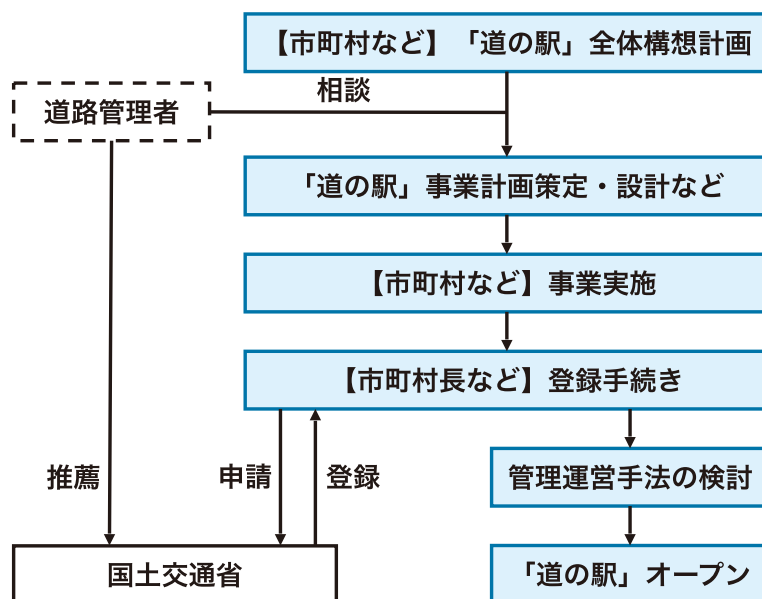 【市町村など】「道の駅」全体構想計画
相談
道路管理者
「道の駅」事業計画策定・設計など
【市町村など】事業実施
【市町村長など】登録手続き
推薦
申請
登録
管理運営手法の検討
国土交通省
「道の駅」オープン